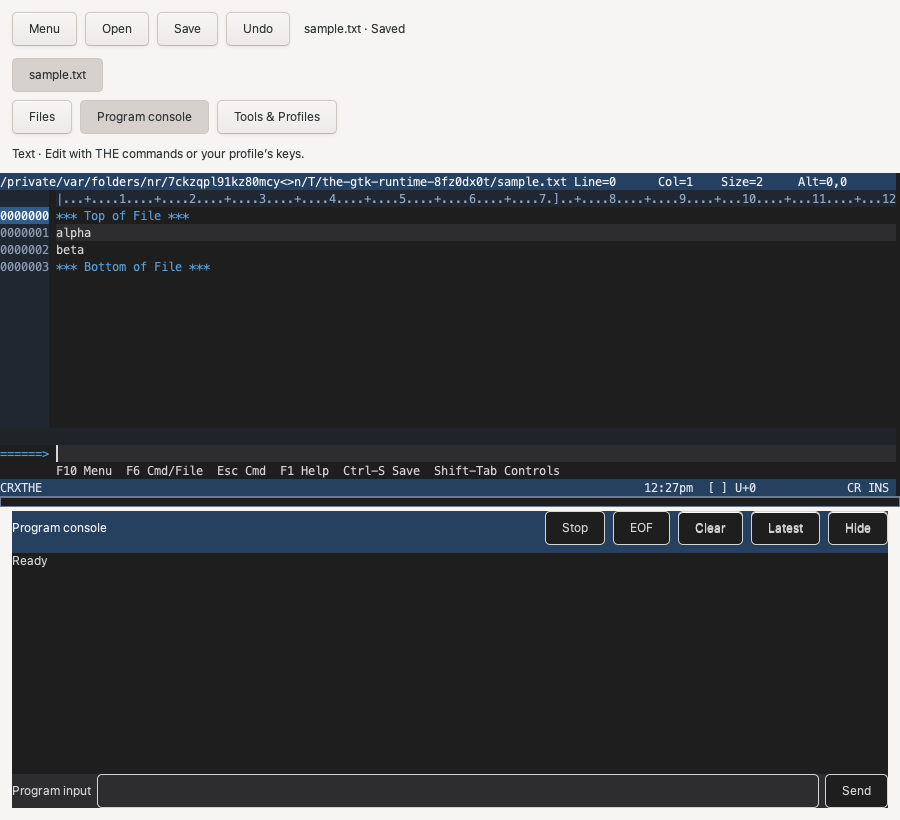 Menu Open Save Undo sample.txt · Saved
sample.txt
Files Program console Tools & Profiles
Text · Edit with THE commands or your profile’s keys.
/private/var/folders/nr/7ckzqpl91kz80mcy<>n/T/the-gtk-runtime-8fz0dx0t/sample.txt Line=0 Col=1 Size=2 Alt=0,0
|...+....1....+....2....+....3....+....4....+....5....+....6....+....7.]..+....8....+....9....+...10....+...11....+...12
0000000 *** Top of File ***
0000001 alpha
0000002 beta
0000003 *** Bottom of File ***
======>
F10 Menu F6 Cmd/File Esc Cmd F1 Help Ctrl-S Save Shift-Tab Controls
CRXTHE 12:27pm [ ] U+0 CR INS
Program console Stop EOF Clear Latest Hide
Ready
Program input Send